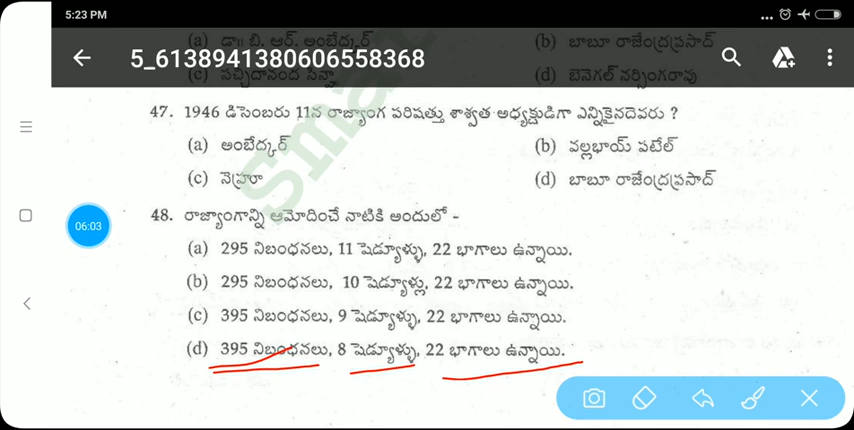 5:23 PM
(a) డా॥ బి. ఆర్. అంబేద్కర్ (b) బాబూ రాజేంద్రప్రసాద్
5_6138941380606558368
(c) సచ్చిదానంద సిన్హా (d) బెనెగల్ నర్సింగరావు
47. 1946 డిసెంబరు 11న రాజ్యాంగ పరిషత్తు శాశ్వత అధ్యక్షుడిగా ఎన్నికైనదెవరు ?
(a) అంబేద్కర్ (b) వల్లభాయ్ పటేల్
(c) నెహ్రూ (d) బాబూ రాజేంద్రప్రసాద్
48. రాజ్యాంగాన్ని ఆమోదించే నాటికి అందులో -
06:03
(a) 295 నిబంధనలు, 11 షెడ్యూళ్ళు, 22 భాగాలు ఉన్నాయి.
(b) 295 నిబంధనలు, 10 షెడ్యూళ్లు, 22 భాగాలు ఉన్నాయి.
(c) 395 నిబంధనలు, 9 షెడ్యూళ్ళు, 22 భాగాలు ఉన్నాయి.
(d) 395 నిబంధనలు, 8 షెడ్యూళ్ళు, 22 భాగాలు ఉన్నాయి.